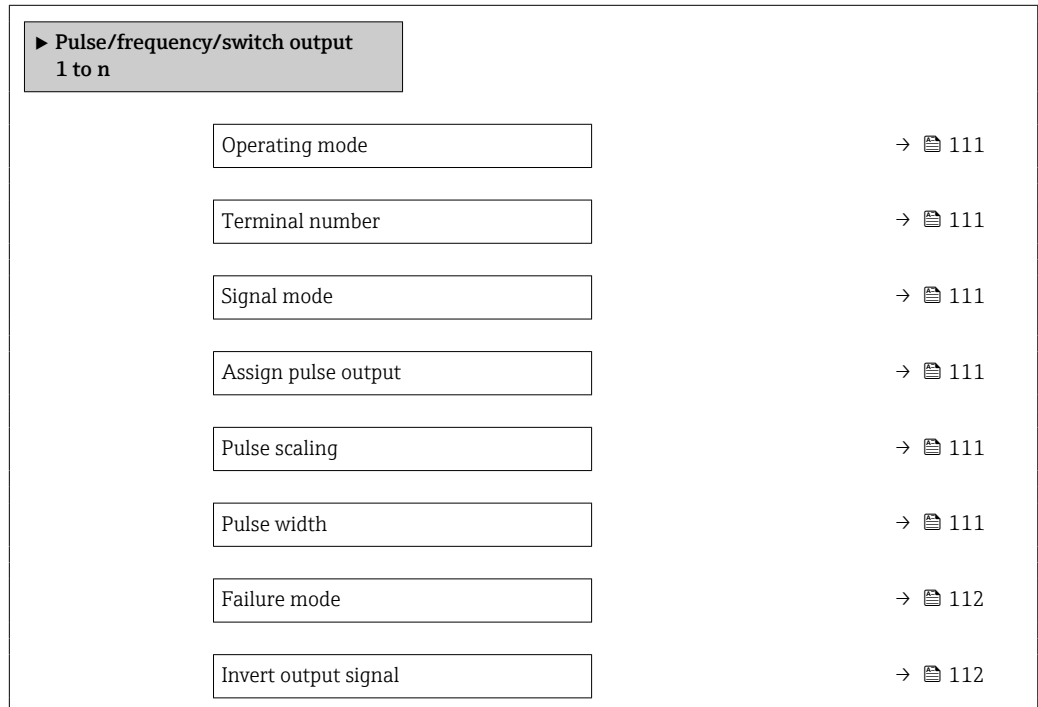 ▶ Pulse/frequency/switch output
1 to n
Operating mode → 111
Terminal number → 111
Signal mode → 111
Assign pulse output → 111
Pulse scaling → 111
Pulse width → 111
Failure mode → 112
Invert output signal → 112